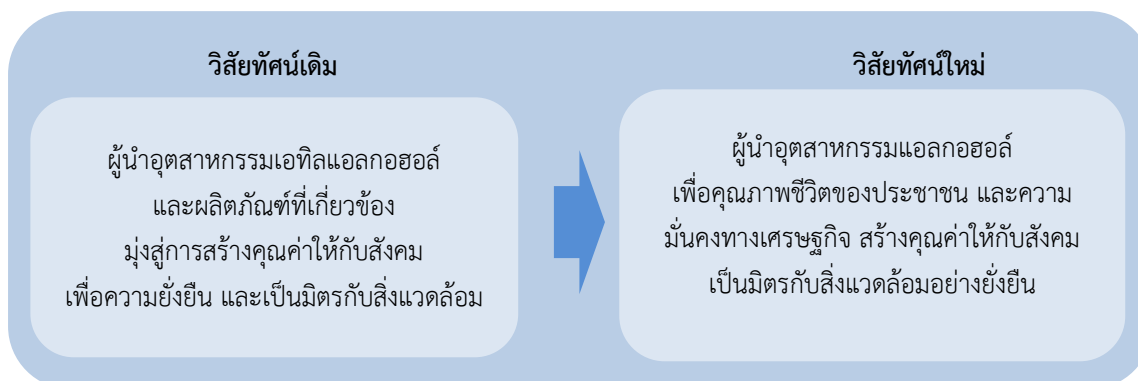 วิสัยทัศน์เดิม
ผู้นำอุตสาหกรรมเอทิลแอลกอฮอล์
และผลิตภัณฑ์ที่เกี่ยวข้อง
มุ่งสู่การสร้างคุณค่าให้กับสังคม
เพื่อความยั่งยืน และเป็นมิตรกับสิ่งแวดล้อม
วิสัยทัศน์ใหม่
ผู้นำอุตสาหกรรมแอลกอฮอล์
เพื่อคุณภาพชีวิตของประชาชน และความ
มั่นคงทางเศรษฐกิจ สร้างคุณค่าให้กับสังคม
เป็นมิตรกับสิ่งแวดล้อมอย่างยั่งยืน